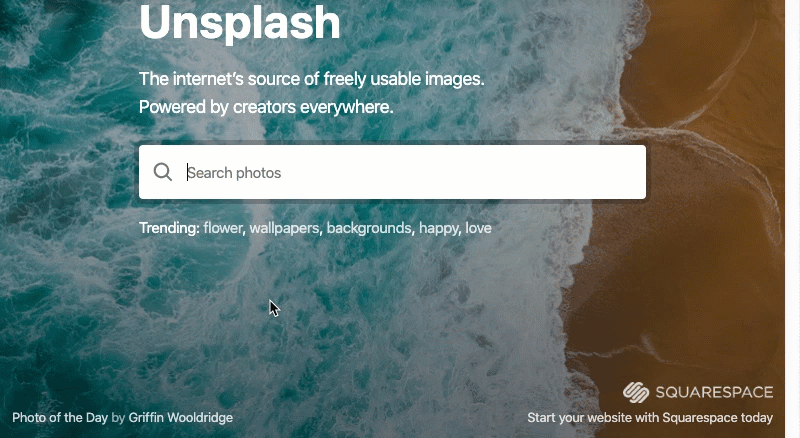 Unsplash
The internet’s source of freely usable images.
Powered by creators everywhere.
Search photos
Trending: flower, wallpapers, backgrounds, happy, love
SQUARESPACE
Photo of the Day by Griffin Wooldridge
Start your website with Squarespace today